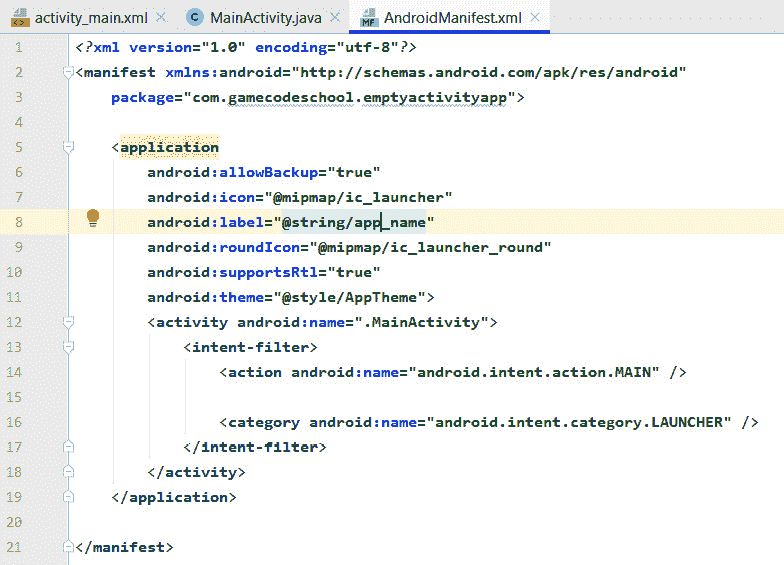 activity_main.xml MainActivity.java AndroidManifest.xml
1 <?xml version="1.0" encoding="utf-8"?>
2 <manifest xmlns:android="http://schemas.android.com/apk/res/android"
3 package="com.gamecodeschool.emptyactivityapp">
4
5 <application
6 android:allowBackup="true"
7 android:icon="@mipmap/ic_launcher"
8 android:label="@string/app_name"
9 android:roundIcon="@mipmap/ic_launcher_round"
10 android:supportsRtl="true"
11 android:theme="@style/AppTheme">
12 <activity android:name=".MainActivity">
13 <intent-filter>
14 <action android:name="android.intent.action.MAIN" />
15
16 <category android:name="android.intent.category.LAUNCHER" />
17 </intent-filter>
18 </activity>
19 </application>
20
21 </manifest>